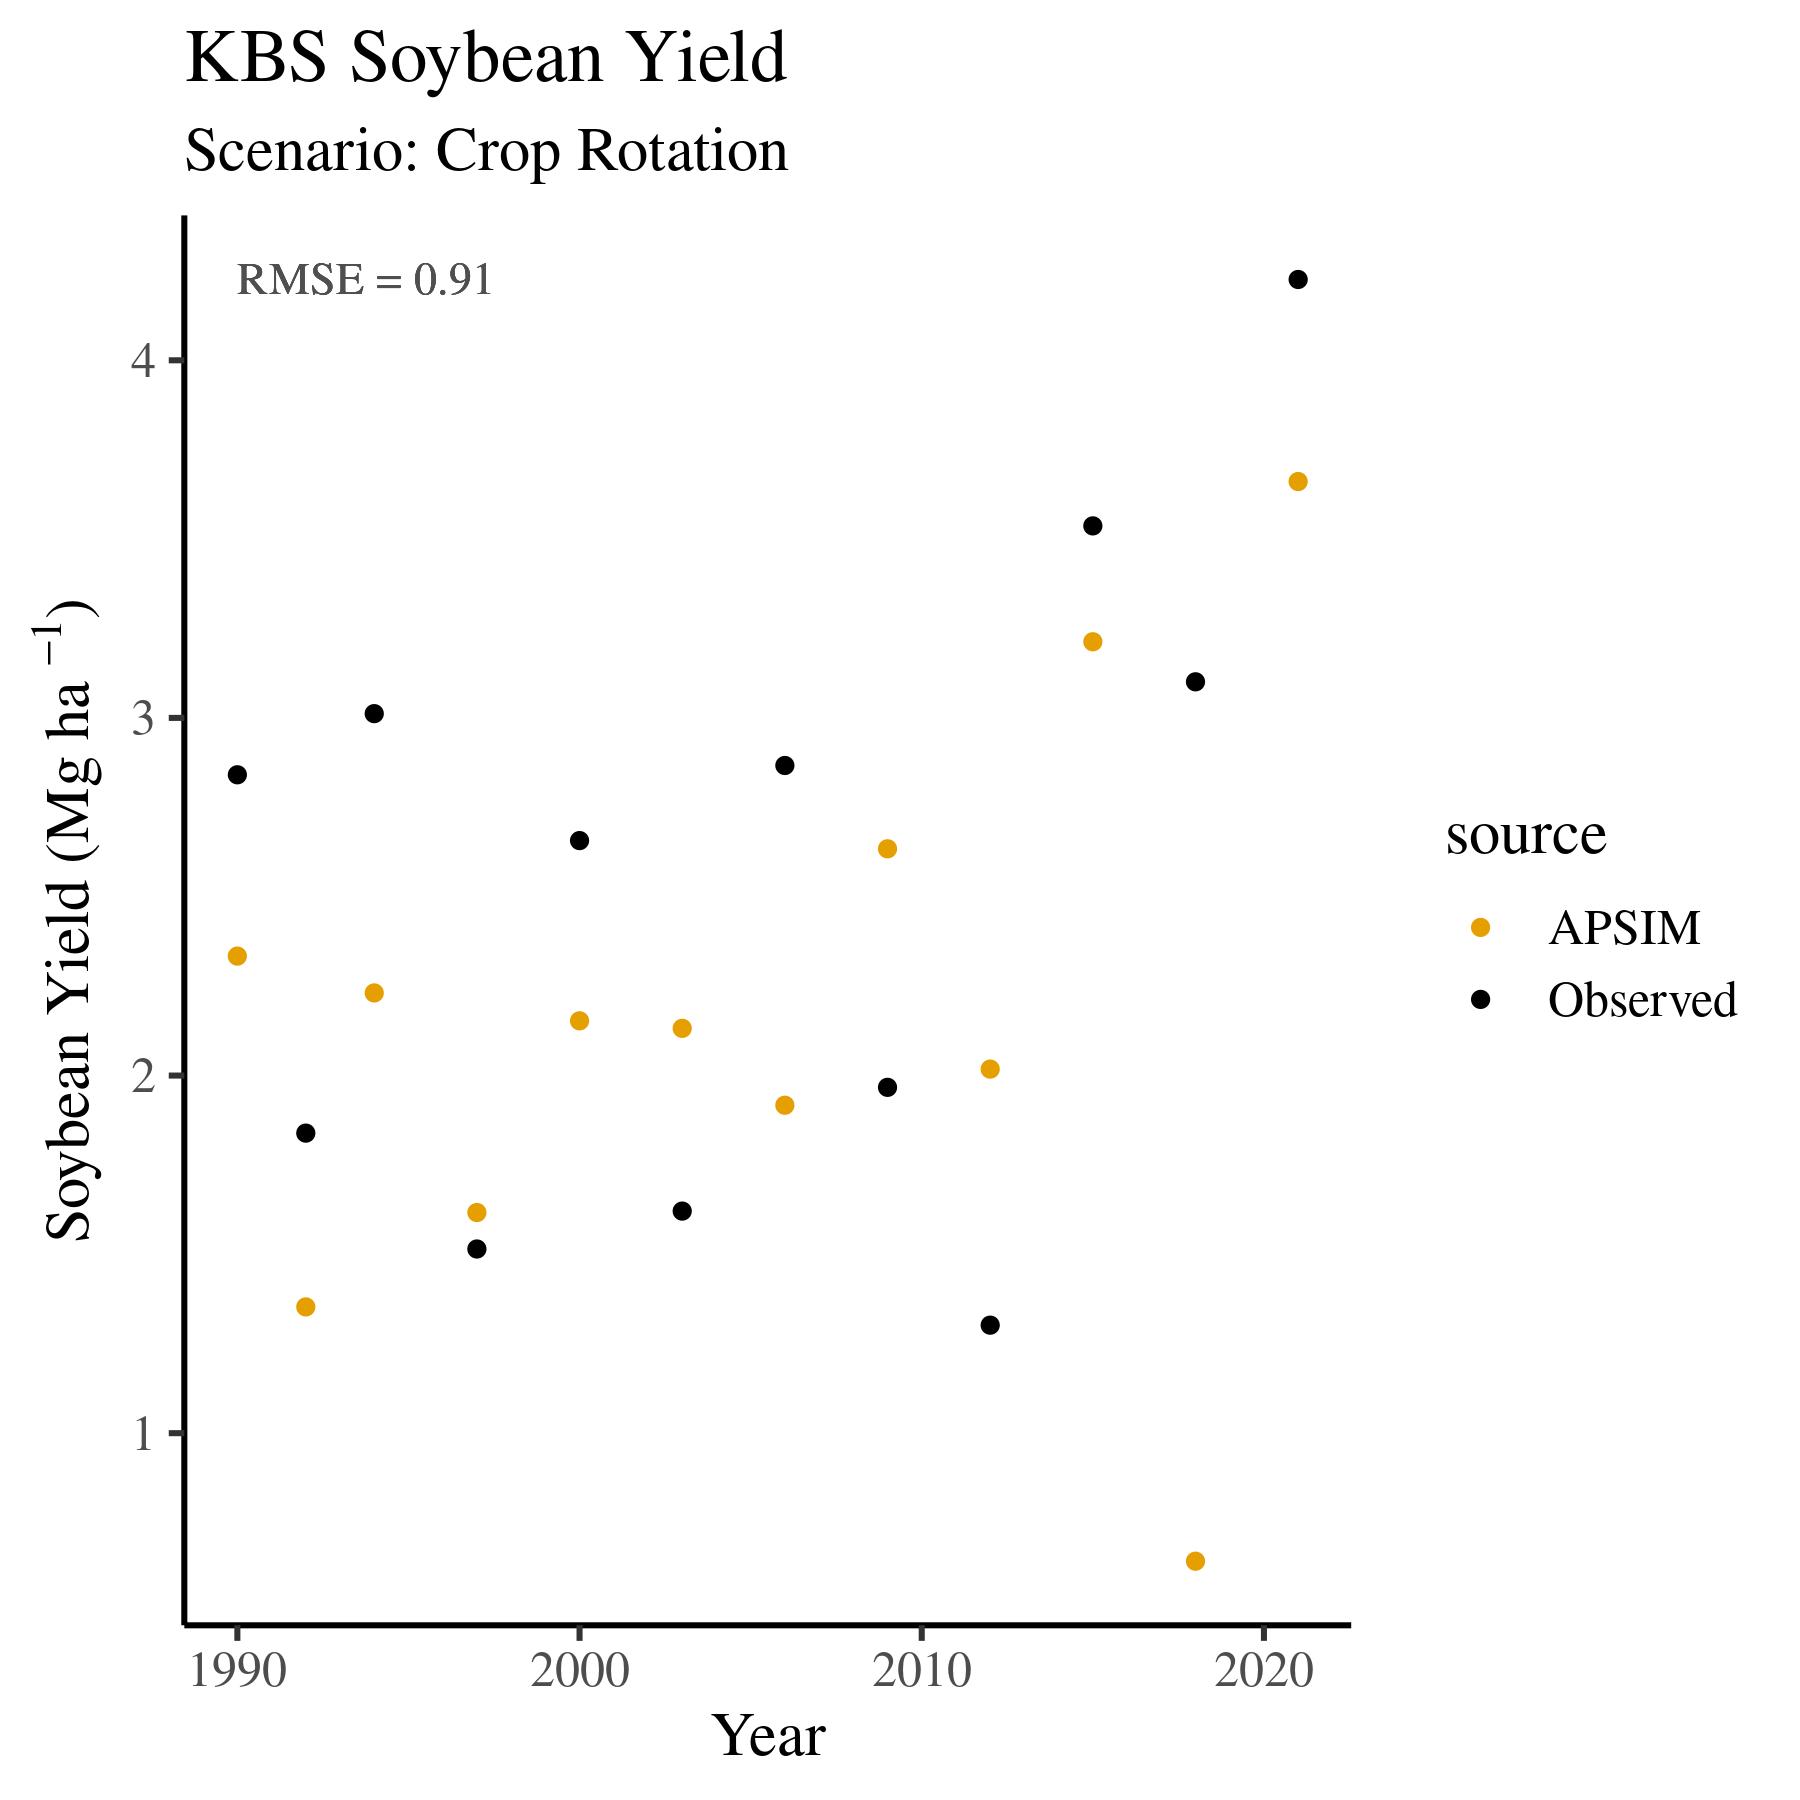 KBS Soybean Yield
Scenario: Crop Rotation
RMSE = 0.91
4
3
2
1
Soybean Yield (Mg ha −1)
1990 2000 2010 2020
Year
source
APSIM
Observed